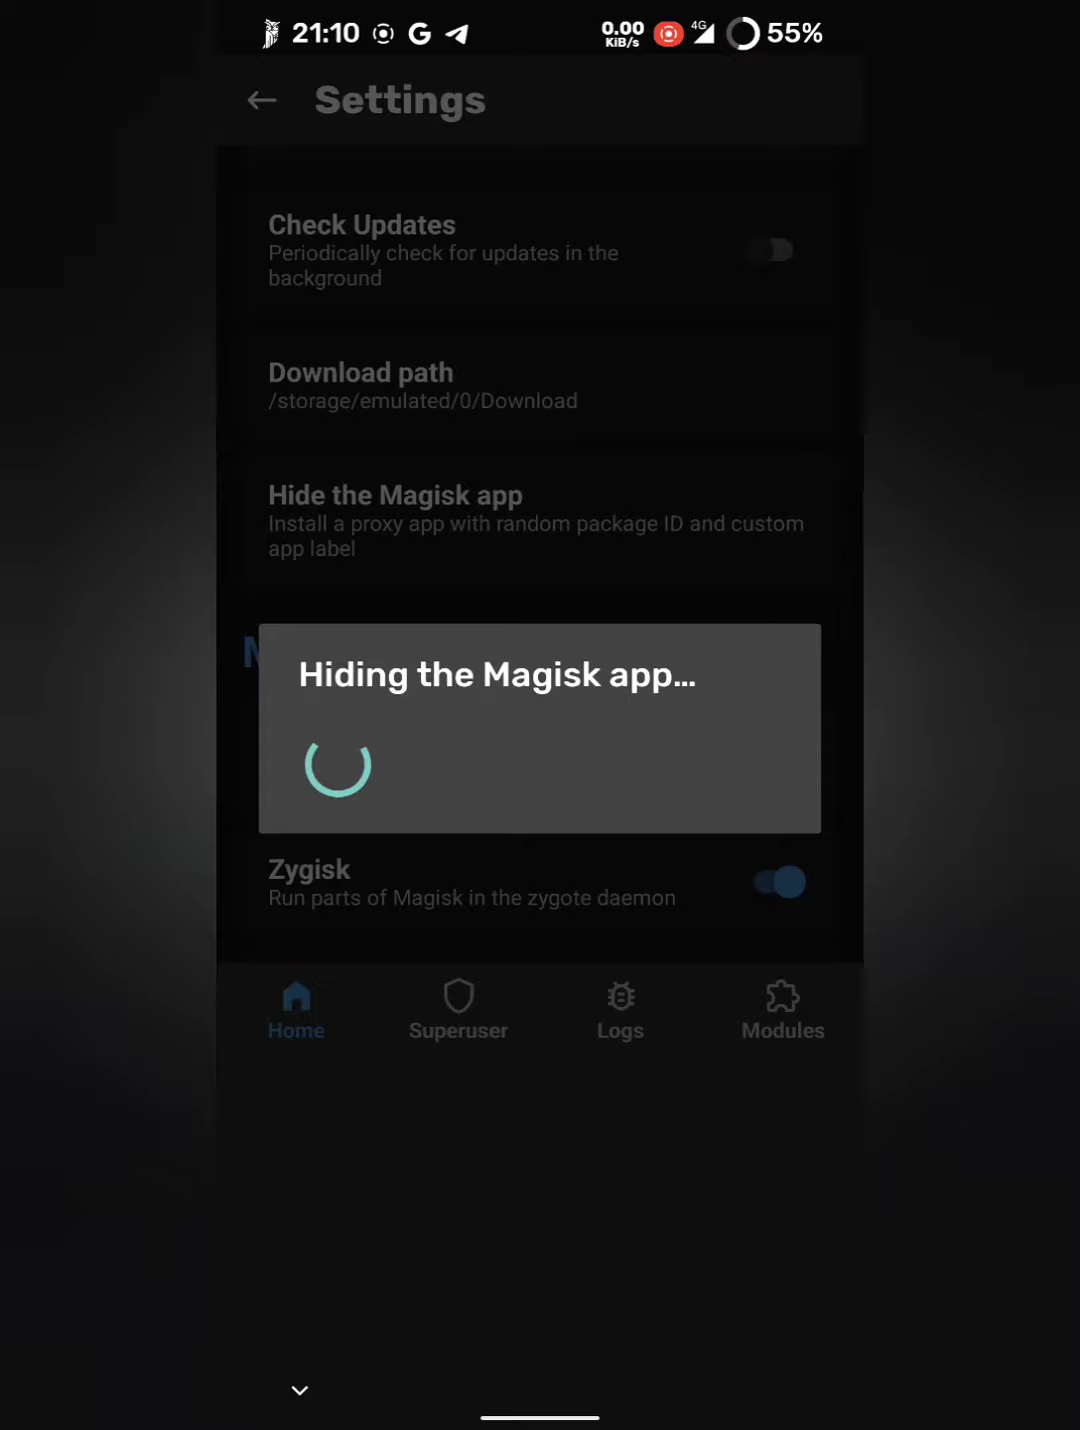 21:10
0.00
KiB/s
4G
55%
Settings
Check Updates
Periodically check for updates in the
background
Download path
/storage/emulated/0/Download
Hide the Magisk app
Install a proxy app with random package ID and custom
app label
Hiding the Magisk app...
Zygisk
Run parts of Magisk in the zygote daemon
Home
Superuser
Logs
Modules